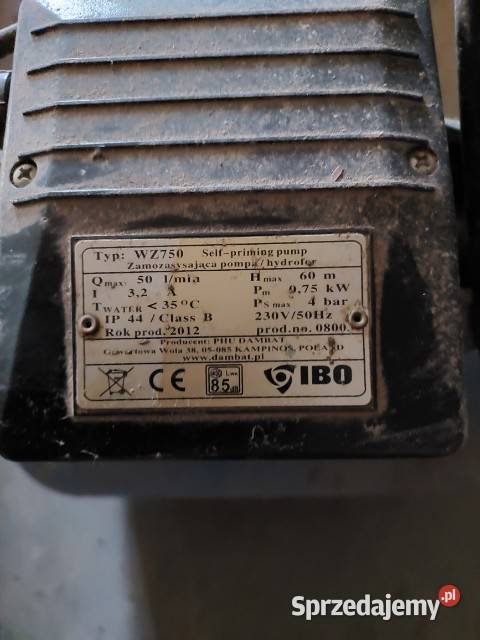 Typ: WZ750 Self-priming pump
Zamozasysająca pompa / hydrofor
Qmax. 50 l/min Hmax 60 m
I 3,2 A Pm 0,75 kW
TWATER < 35°C PS max 4 bar
IP 44 / Class B 230V/50Hz
Rok prod. 2012 prod.no. 0800
Producent: PHU DAMBAT
Gawartowa Wola 38, 05-085 KAMPINOS, POLAND
www.dambat.pl
CE LWA 85 dB IBO
Sprzedajemy.pl